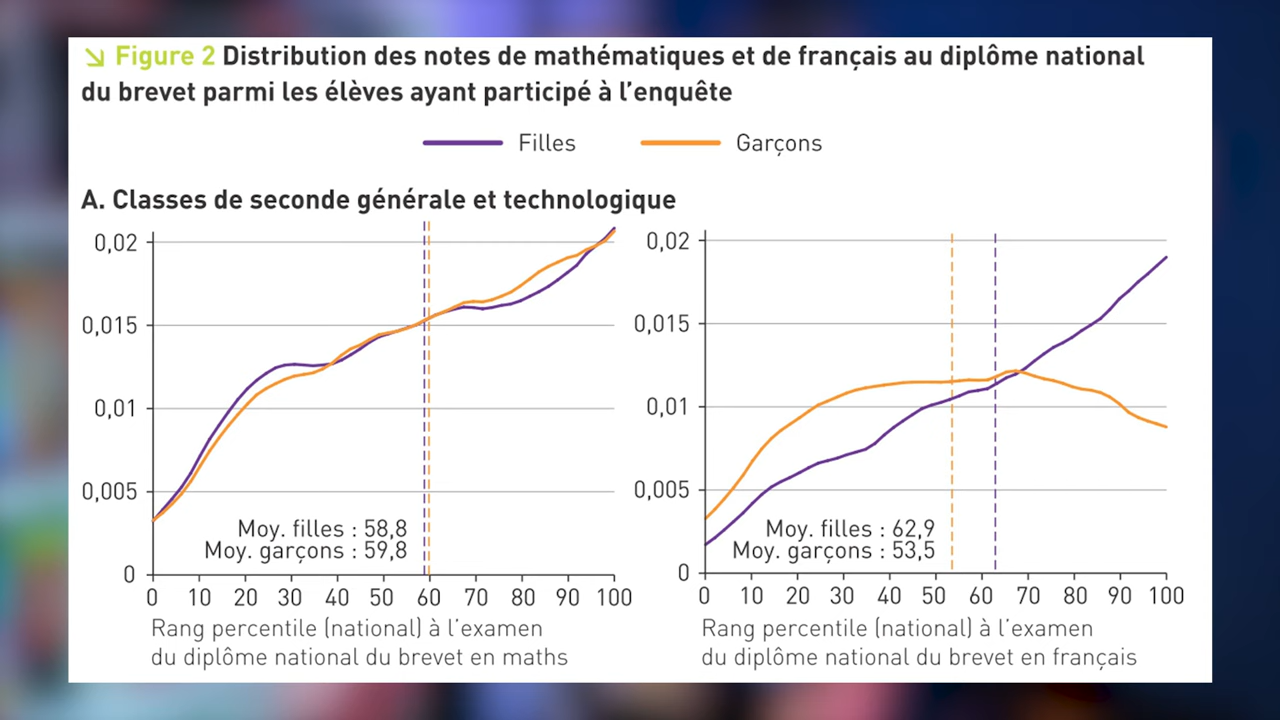 ↘ Figure 2 Distribution des notes de mathématiques et de français au diplôme national
du brevet parmi les élèves ayant participé à l'enquête
Filles
Garçons
A. Classes de seconde générale et technologique
0,02
0,015
0,01
0,005
0
Moy. filles : 58,8
Moy. garçons : 59,8
0 10 20 30 40 50 60 70 80 90 100
Rang percentile (national) à l'examen
du diplôme national du brevet en maths
0,02
0,015
0,01
0,005
0
Moy. filles : 62,9
Moy. garçons : 53,5
0 10 20 30 40 50 60 70 80 90 100
Rang percentile (national) à l'examen
du diplôme national du brevet en français